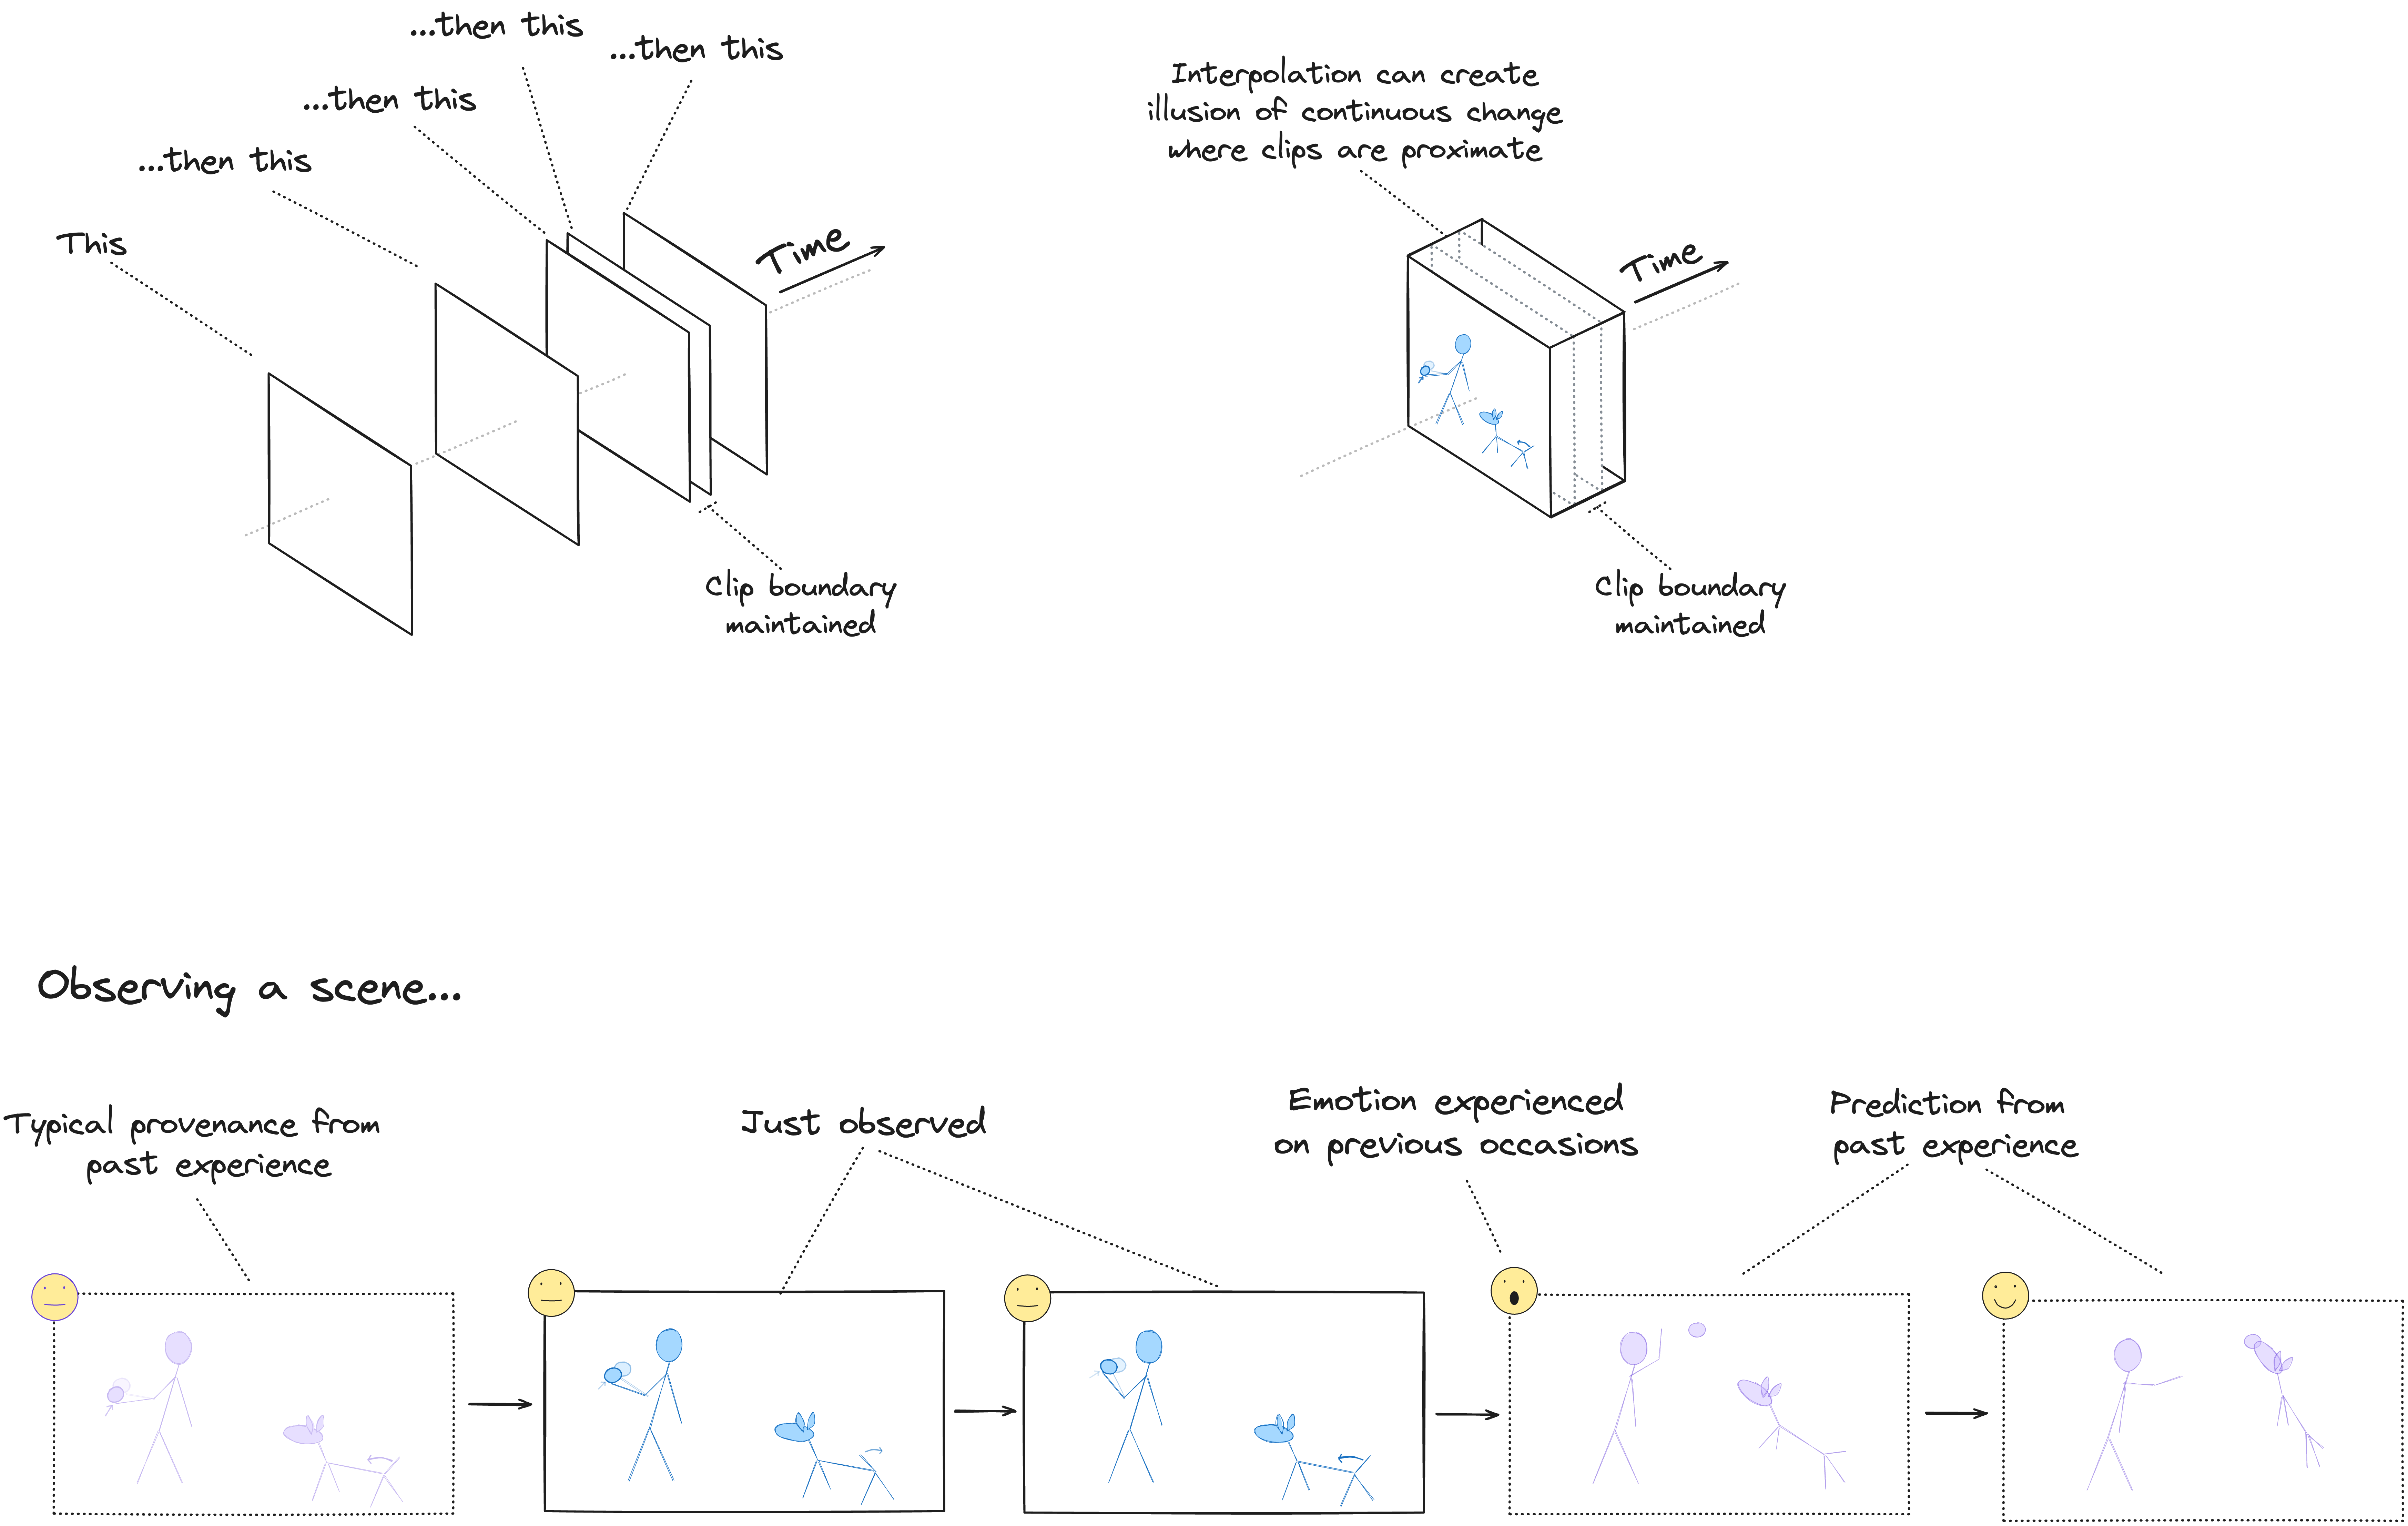 ...then this
...then this
...then this
...then this
This
Time
Clip boundary
maintained
Interpolation can create
illusion of continuous change
where clips are proximate
Time
Clip boundary
maintained
Observing a scene...
Typical provenance from
past experience
Just observed
Emotion experienced
on previous occasions
Prediction from
past experience